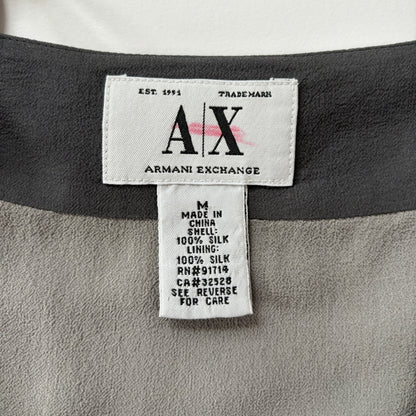 EST. 1991 TRADEMARK
A|X
ARMANI EXCHANGE
M
MADE IN
CHINA
SHELL:
100% SILK
LINING:
100% SILK
RN#91714
CA#32528
SEE REVERSE
FOR CARE